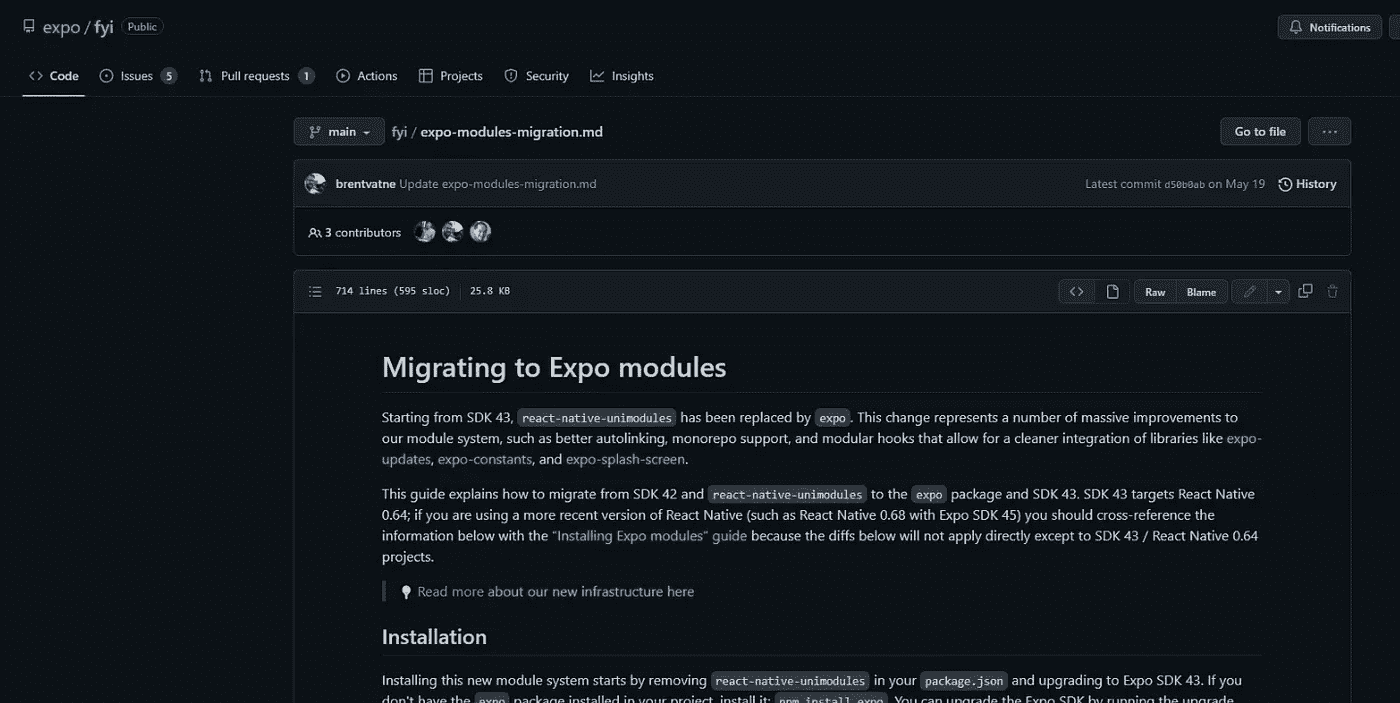 expo / fyi Public
Notifications
Code Issues 5 Pull requests 1 Actions Projects Security Insights
main fyi / expo-modules-migration.md Go to file ...
brentvatne Update expo-modules-migration.md Latest commit d50b0ab on May 19 History
3 contributors
714 lines (595 sloc) 25.8 KB <> Raw Blame
Migrating to Expo modules
Starting from SDK 43, react-native-unimodules has been replaced by expo. This change represents a number of massive improvements to
our module system, such as better autolinking, monorepo support, and modular hooks that allow for a cleaner integration of libraries like expo-
updates, expo-constants, and expo-splash-screen.
This guide explains how to migrate from SDK 42 and react-native-unimodules to the expo package and SDK 43. SDK 43 targets React Native
0.64; if you are using a more recent version of React Native (such as React Native 0.68 with Expo SDK 45) you should cross-reference the
information below with the "Installing Expo modules" guide because the diffs below will not apply directly except to SDK 43 / React Native 0.64
projects.
Read more about our new infrastructure here
Installation
Installing this new module system starts by removing react-native-unimodules in your package.json and upgrading to Expo SDK 43. If you
don't have the expo package installed in your project, install it: npm install expo. You can upgrade the Expo SDK by running the upgrade